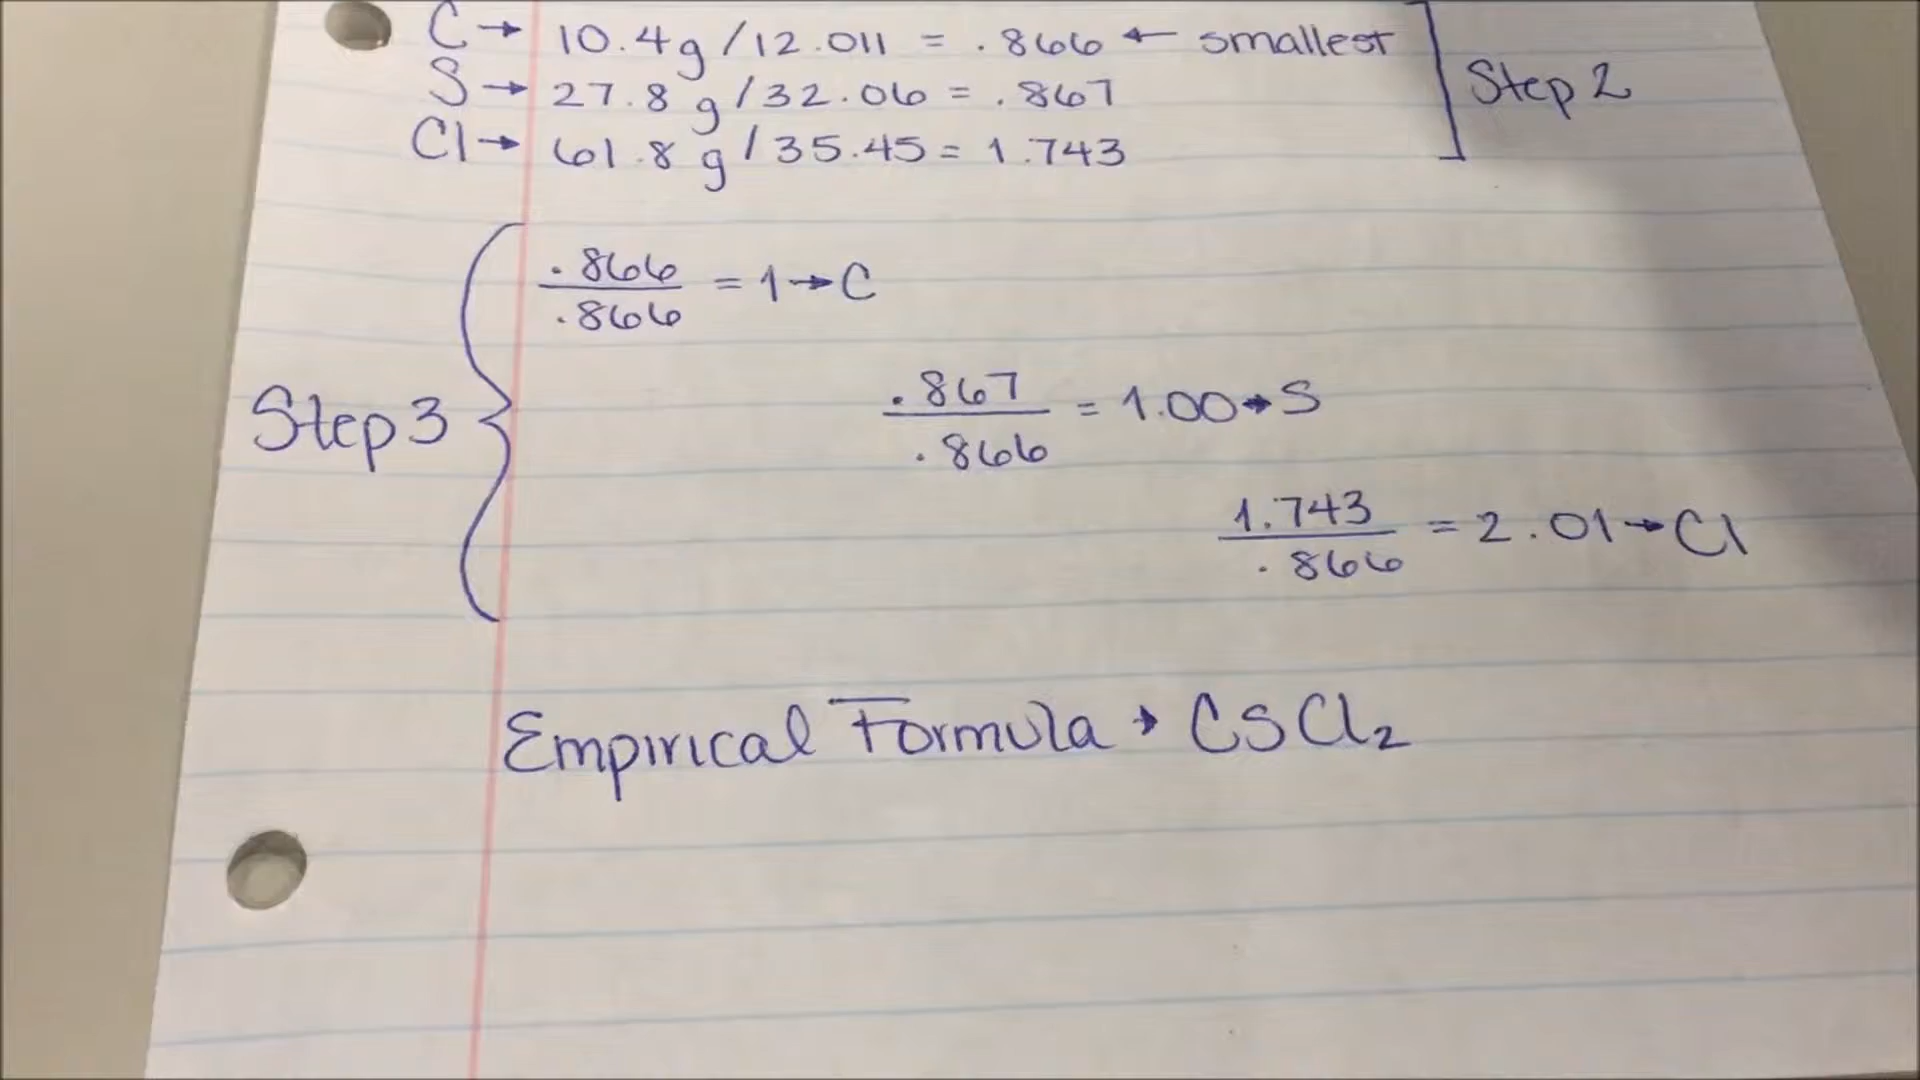 C → 10.4g / 12.011 = .866 ← smallest
S → 27.8 g / 32.06 = .867
Cl → 61.8 g / 35.45 = 1.743
Step 2
Step 3
.866
.866
= 1 → C
.867
.866
= 1.00 → S
1.743
.866
= 2.01 → Cl
Empirical Formula → CSCl₂